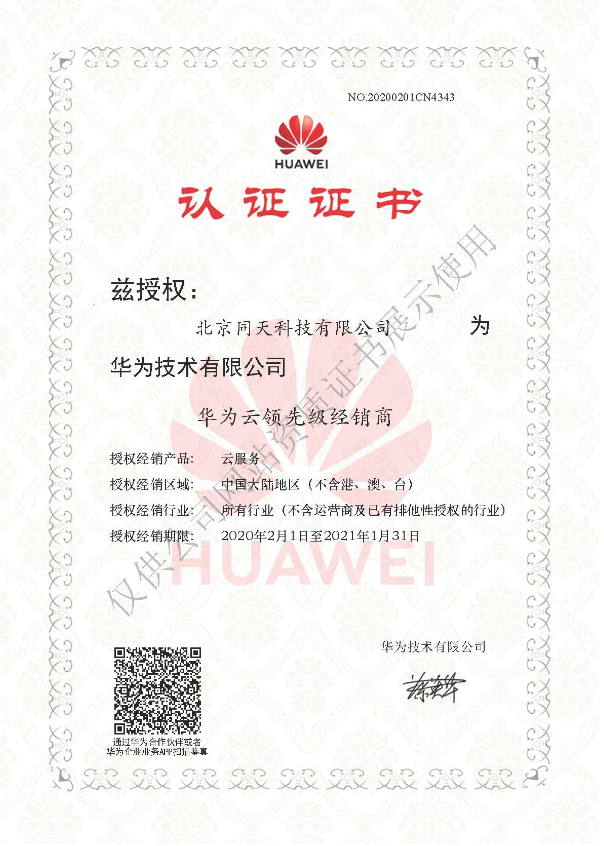 NO.20200201CN4343
HUAWEI
认证证书
兹授权：
北京同天科技有限公司 为
华为技术有限公司
华为云领先级经销商
授权经销产品： 云服务
授权经销区域： 中国大陆地区（不含港、澳、台）
授权经销行业： 所有行业（不含运营商及已有排他性授权的行业）
授权经销期限： 2020年2月1日至2021年1月31日
HUAWEI
仅供公司网站资质证书展示使用
华为技术有限公司
通过华为合作伙伴或者
华为企业业务APP扫描查真